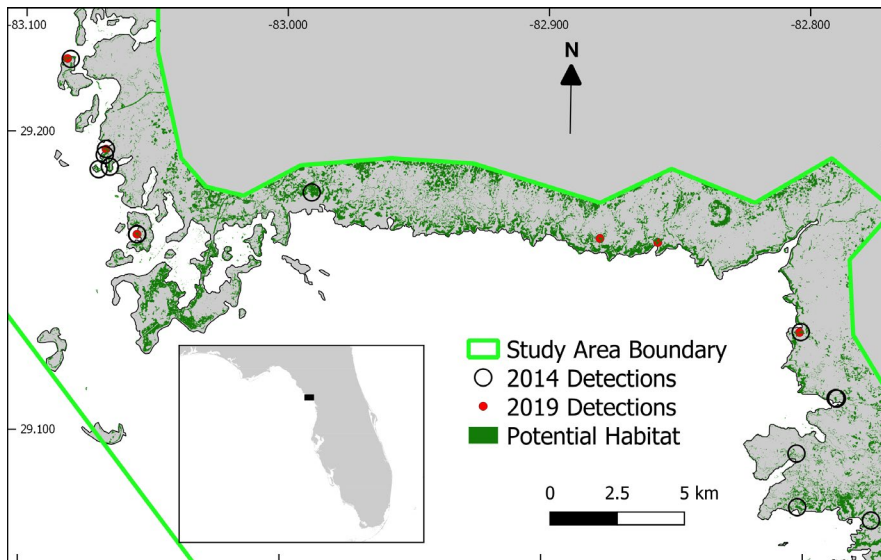 -83.100
-83.000
-82.900
-82.800
N
29.200
29.100
Study Area Boundary
2014 Detections
2019 Detections
Potential Habitat
0 2.5 5 km